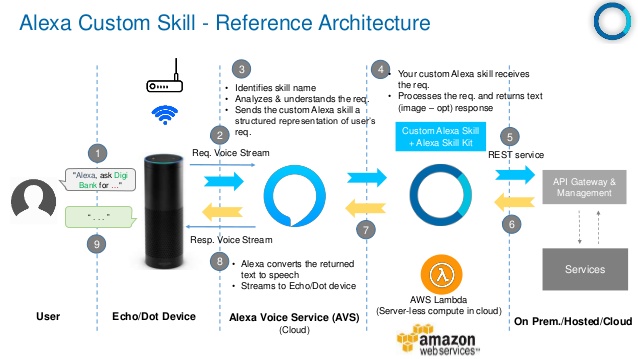 Alexa Custom Skill - Reference Architecture
3
• Identifies skill name
• Analyzes & understands the req.
• Sends the custom Alexa skill a
structured representation of user's
req.
4
• Your custom Alexa skill receives
the req.
• Processes the req. and returns text
(image – opt) response
Custom Alexa Skill
+ Alexa Skill Kit
1
"Alexa, ask Digi
Bank for ..."
2
Req. Voice Stream
5
REST service
API Gateway &
Management
" . . . "
9
Resp. Voice Stream
7
6
8
• Alexa converts the returned
text to speech
• Streams to Echo/Dot device
Services
AWS Lambda
(Server-less compute in cloud)
amazon
webservices™
User
Echo/Dot Device
Alexa Voice Service (AVS)
(Cloud)
On Prem./Hosted/Cloud